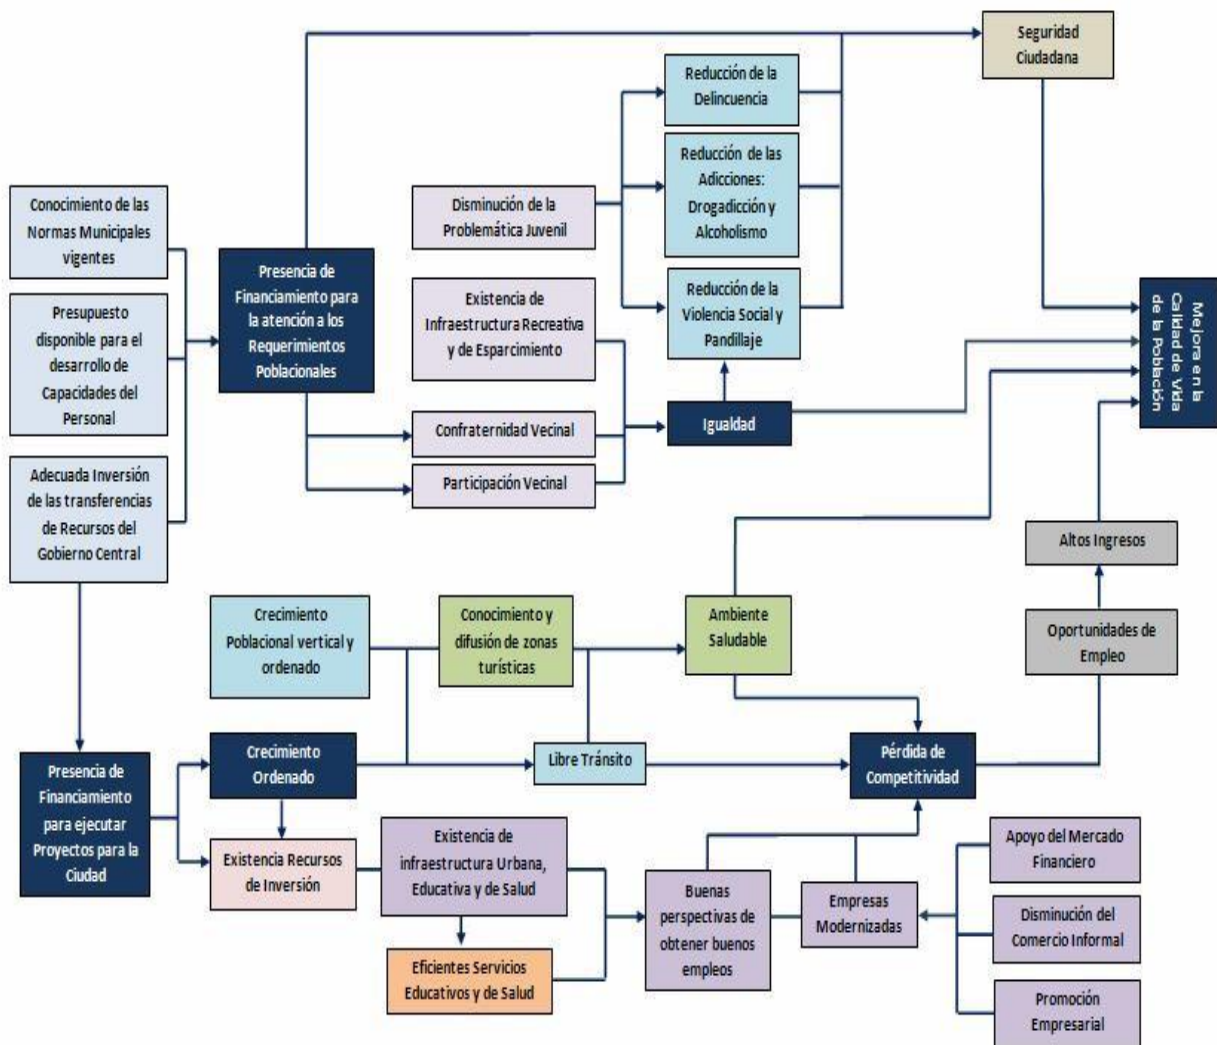 Seguridad
Ciudadana
Reducción de la
Delincuencia
Reducción de las
Adicciones:
Drogadicción y
Alcoholismo
Conocimiento de las
Normas Municipales
vigentes
Disminución de la
Problemática Juvenil
Presencia de
Financiamiento para
la atención a los
Requerimientos
Poblacionales
Reducción de la
Violencia Social y
Pandillaje
Existencia de
Infraestructura Recreativa
y de Esparcimiento
Presupuesto
disponible para el
desarrollo de
Capacidades del
Personal
Mejora en la
Calidad de Vida
de la Población
Igualdad
Confraternidad Vecinal
Participación Vecinal
Adecuada Inversión
de las transferencias
de Recursos del
Gobierno Central
Altos Ingresos
Crecimiento
Poblacional vertical y
ordenado
Conocimiento y
difusión de zonas
turísticas
Ambiente
Saludable
Oportunidades de
Empleo
Presencia de
Financiamiento
para ejecutar
Proyectos para la
Ciudad
Crecimiento
Ordenado
Libre Tránsito
Pérdida de
Competitividad
Existencia Recursos
de Inversión
Existencia de
infraestructura Urbana,
Educativa y de Salud
Buenas
perspectivas de
obtener buenos
empleos
Empresas
Modernizadas
Apoyo del Mercado
Financiero
Disminución del
Comercio Informal
Eficientes Servicios
Educativos y de Salud
Promoción
Empresarial